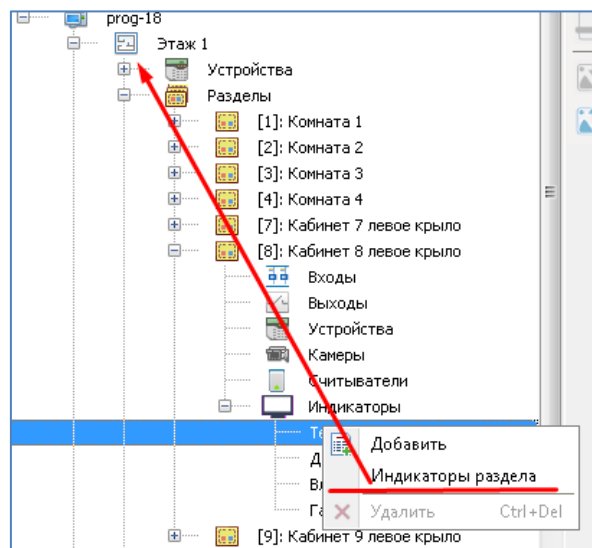 prog-18
Этаж 1
Устройства
Разделы
[1]: Комната 1
[2]: Комната 2
[3]: Комната 3
[4]: Комната 4
[7]: Кабинет 7 левое крыло
[8]: Кабинет 8 левое крыло
Входы
Выходы
Устройства
Камеры
Считыватели
Индикаторы
Добавить
Индикаторы раздела
Удалить Ctrl+Del
[9]: Кабинет 9 левое крыло